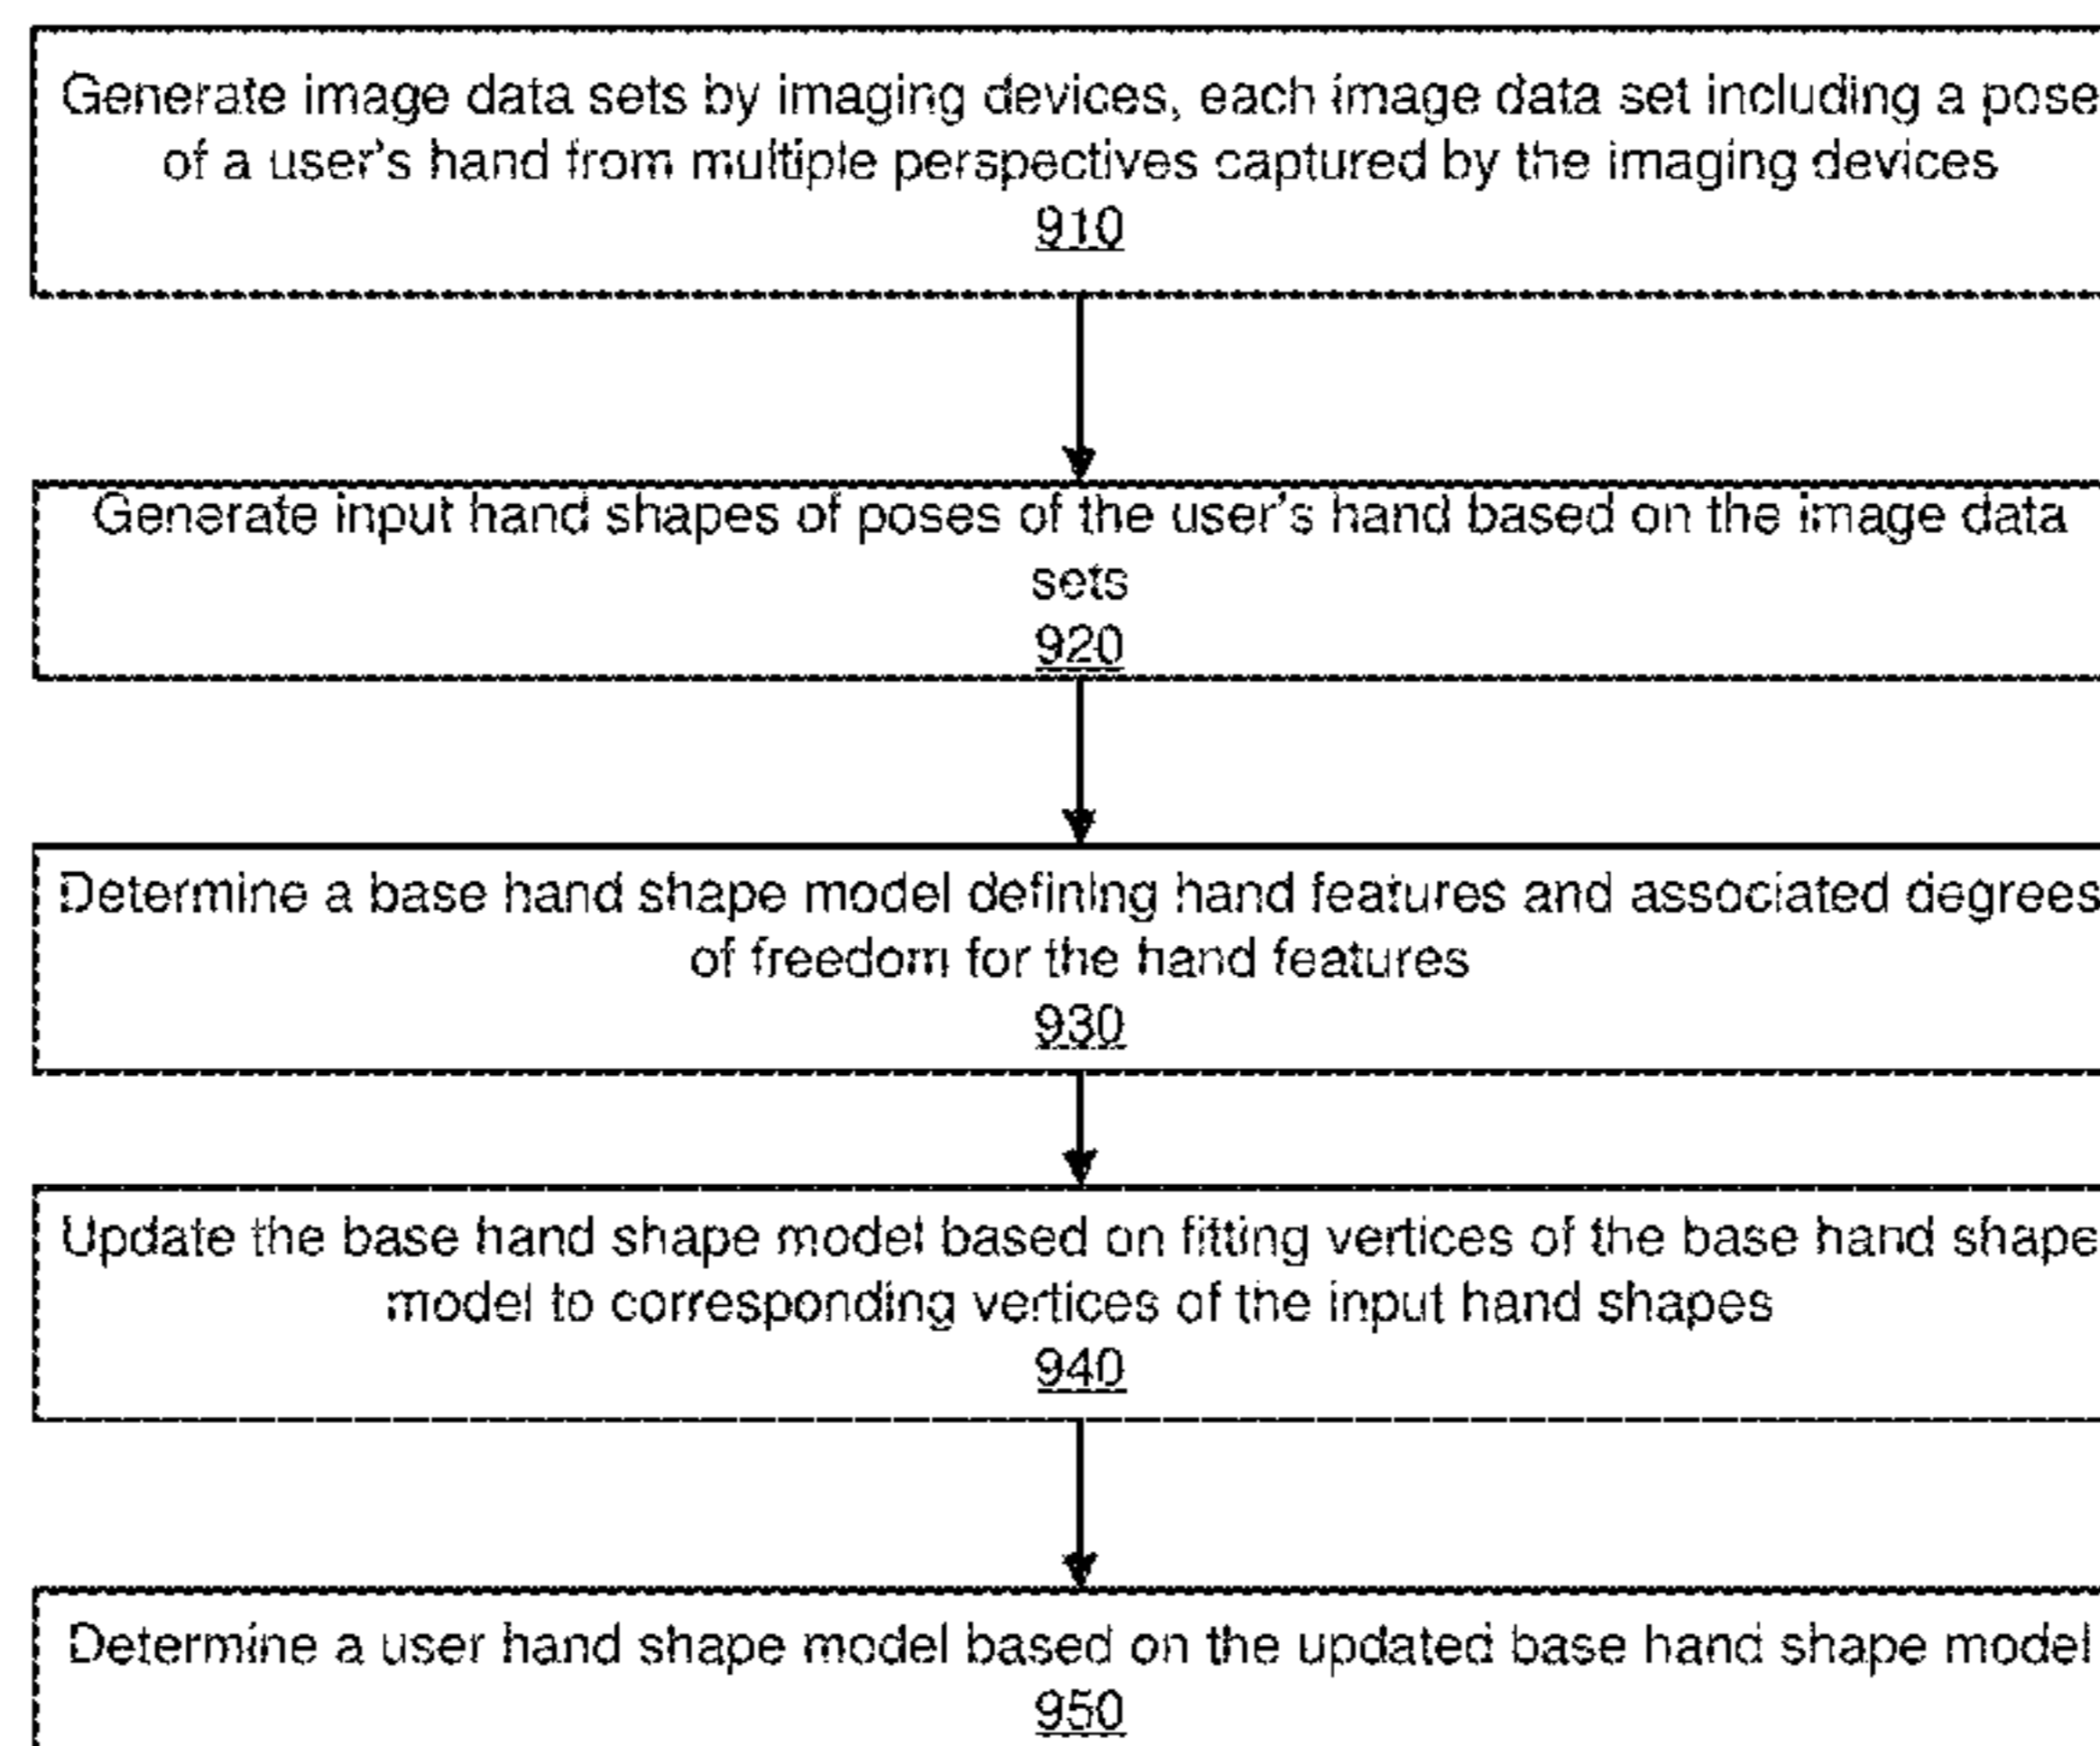 Generate image data sets by imaging devices, each image data set including a pose
of a user's hand from multiple perspectives captured by the imaging devices
910
Generate input hand shapes of poses of the user's hand based on the image data
sets
920
Determine a base hand shape model defining hand features and associated degrees
of freedom for the hand features
930
Update the base hand shape model based on fitting vertices of the base hand shape
model to corresponding vertices of the input hand shapes
940
Determine a user hand shape model based on the updated base hand shape model
950